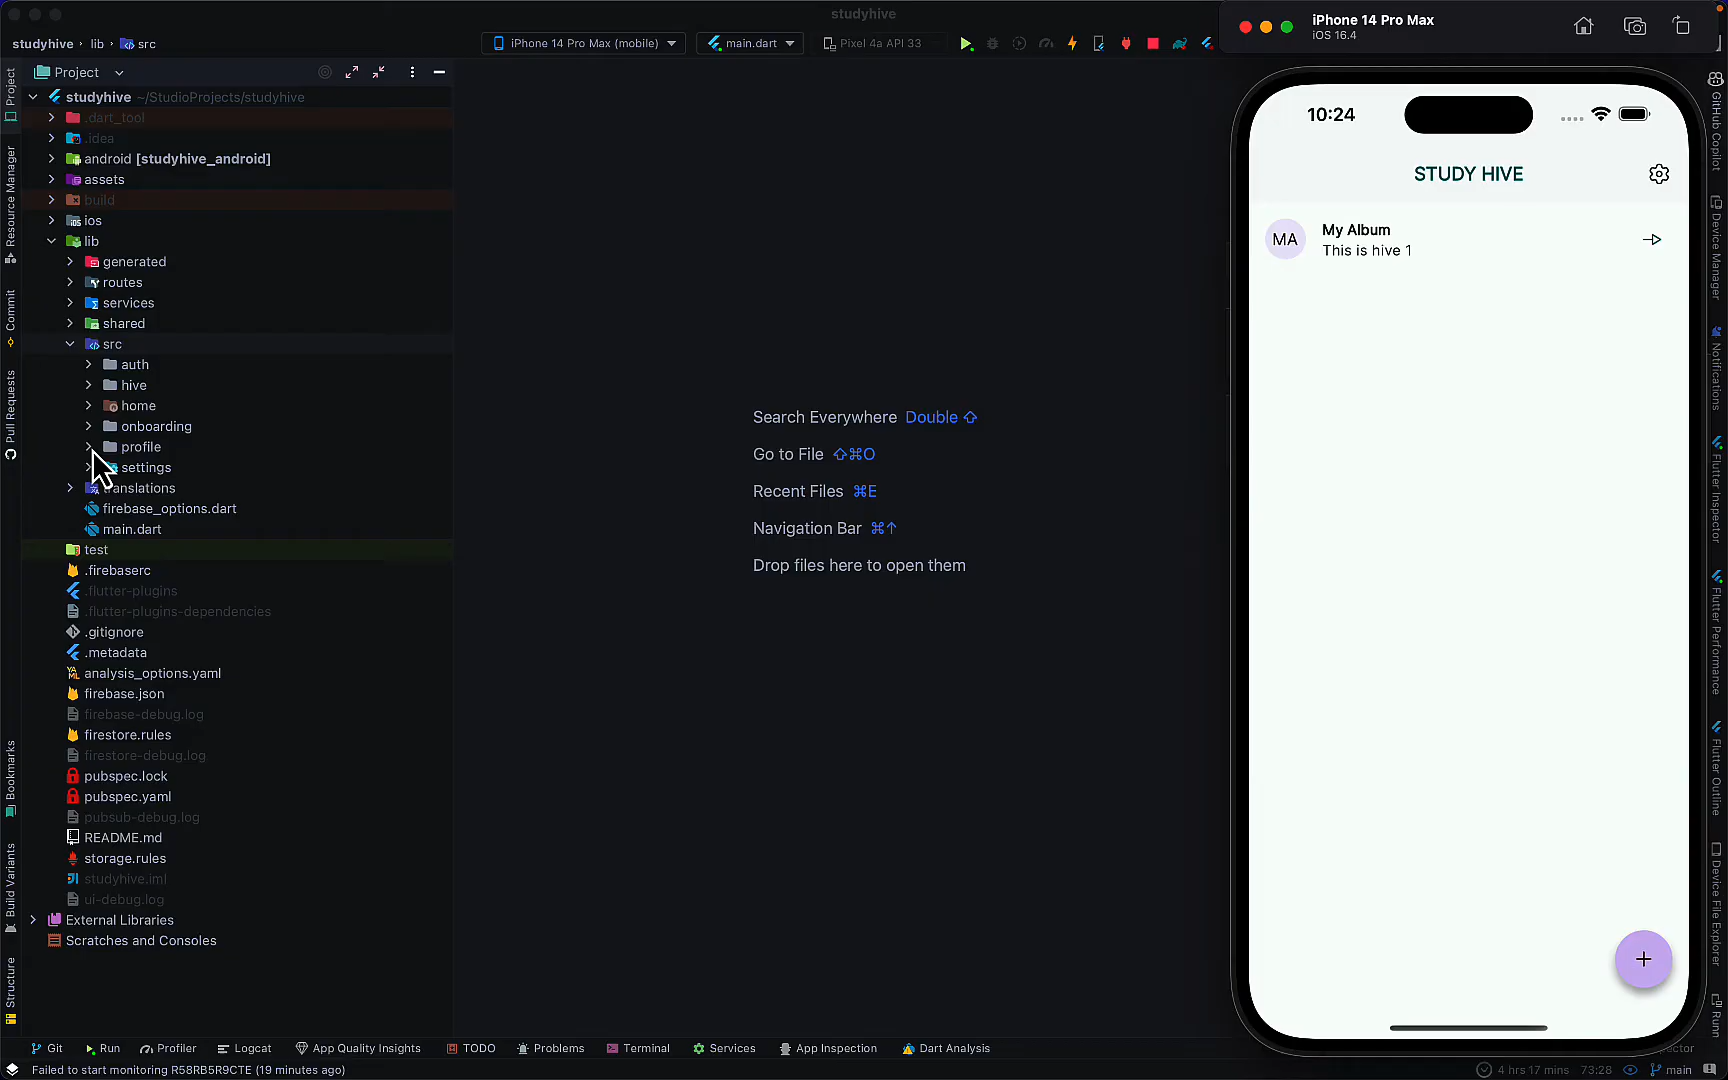 studyhive
studyhive lib src
iPhone 14 Pro Max (mobile)
main.dart
Pixel 4a API 33
iPhone 14 Pro Max
iOS 16.4
Project
studyhive ~/StudioProjects/studyhive
.dart_tool
.idea
android [studyhive_android]
assets
build
ios
lib
generated
routes
services
shared
src
auth
hive
home
onboarding
profile
settings
translations
firebase_options.dart
main.dart
test
.firebaserc
.flutter-plugins
.flutter-plugins-dependencies
.gitignore
.metadata
analysis_options.yaml
firebase.json
firebase-debug.log
firestore.rules
firestore-debug.log
pubspec.lock
pubspec.yaml
pubsub-debug.log
README.md
storage.rules
studyhive.iml
ui-debug.log
External Libraries
Scratches and Consoles
Project
Resource Manager
Commit
Pull Requests
Bookmarks
Build Variants
Structure
Search Everywhere Double ⇧
Go to File ⇧⌘O
Recent Files ⌘E
Navigation Bar ⌘↑
Drop files here to open them
10:24
STUDY HIVE
MA
My Album
This is hive 1
+
GitHub Copilot
Device Manager
Notifications
Flutter Inspector
Flutter Performance
Flutter Outline
Device File Explorer
Git
Run
Profiler
Logcat
App Quality Insights
TODO
Problems
Terminal
Services
App Inspection
Dart Analysis
Failed to start monitoring R58RB5R9CTE (19 minutes ago)
4 hrs 17 mins
73:28
main